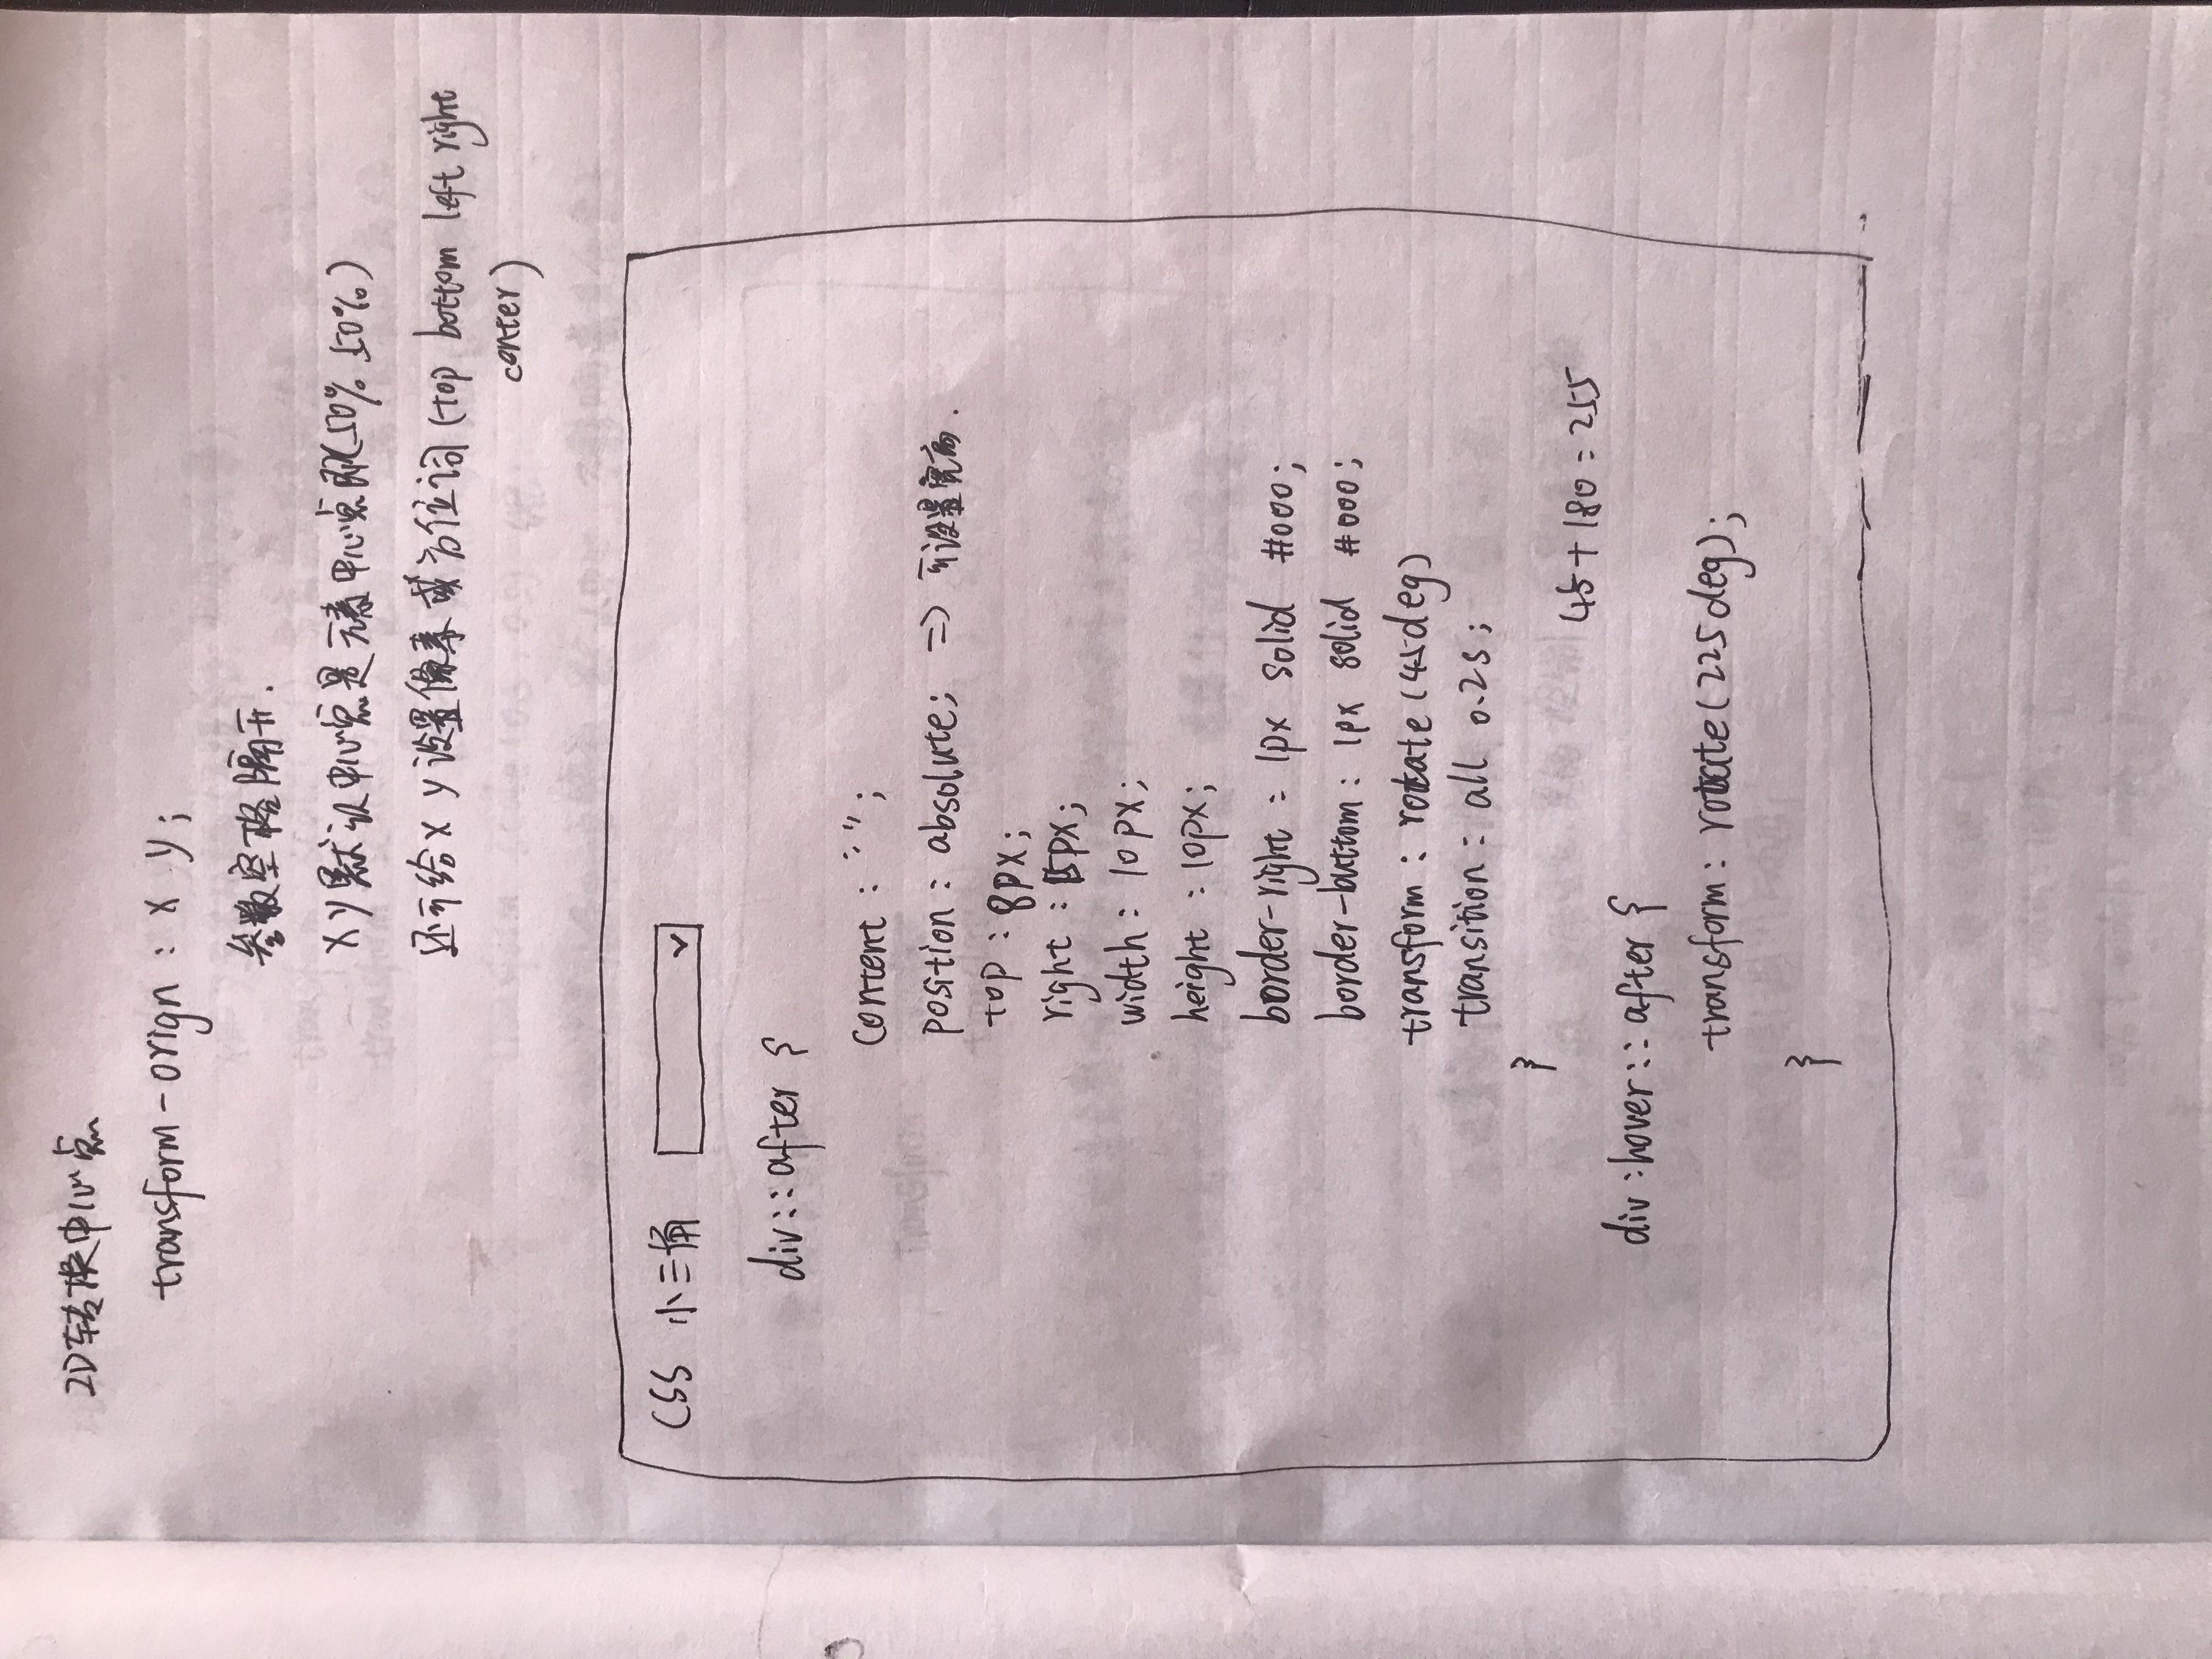 2D转换中心点
transform-orign : x y;
参数空格隔开.
x y 默认中心点是元素中心点即(50% 50%)
还可给 x y 设置像素或方位词 (top bottom left right
center)
CSS 小三角
div::after {
content : "";
position : absolute; => 可设置宽高.
top : 8px;
right : 15px;
width : 10px;
height : 10px;
border-right : 1px solid #000;
border-buttom : 1px solid #000;
transform : rotate (45deg)
transition : all 0.2s;
}
45+180=255
div :hover:: after {
transform : rotate (225deg);
}